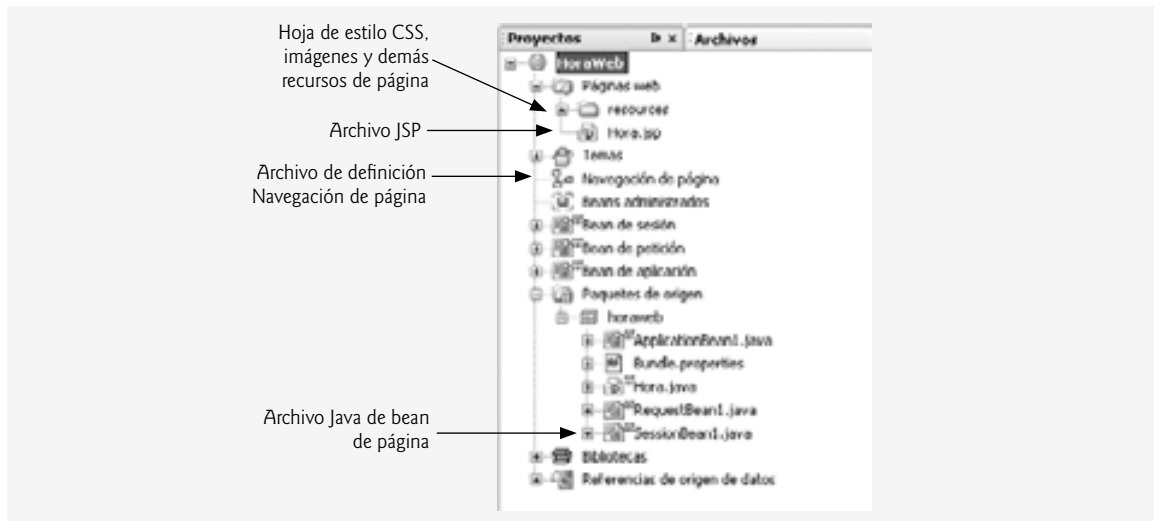 Hoja de estilo CSS,
imágenes y demás
recursos de página
Archivo JSP
Archivo de definición
Navegación de página
Archivo Java de bean
de página
Proyectos
Archivos
HoraWeb
Páginas web
resources
Hora.jsp
Temas
Navegación de página
Beans administrados
Bean de sesión
Bean de petición
Bean de aplicación
Paquetes de origen
horaweb
ApplicationBean1.java
Bundle.properties
Hora.java
RequestBean1.java
SessionBean1.java
Bibliotecas
Referencias de origen de datos